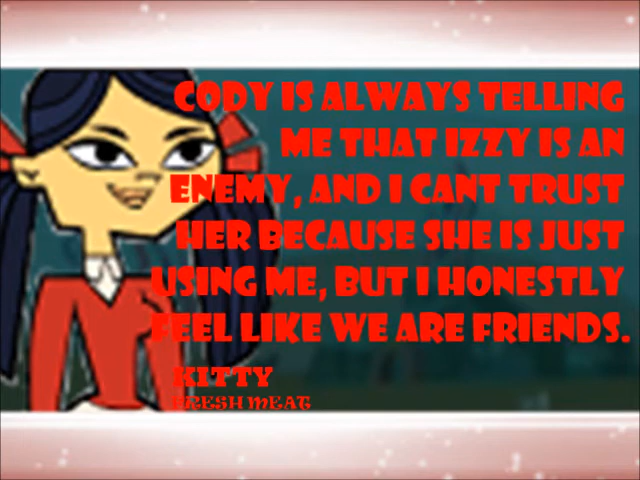 CODY IS ALWAYS TELLING
ME THAT IZZY IS AN
ENEMY, AND I CANT TRUST
HER BECAUSE SHE IS JUST
USING ME, BUT I HONESTLY
FEEL LIKE WE ARE FRIENDS.
KITTY
FRESH MEAT